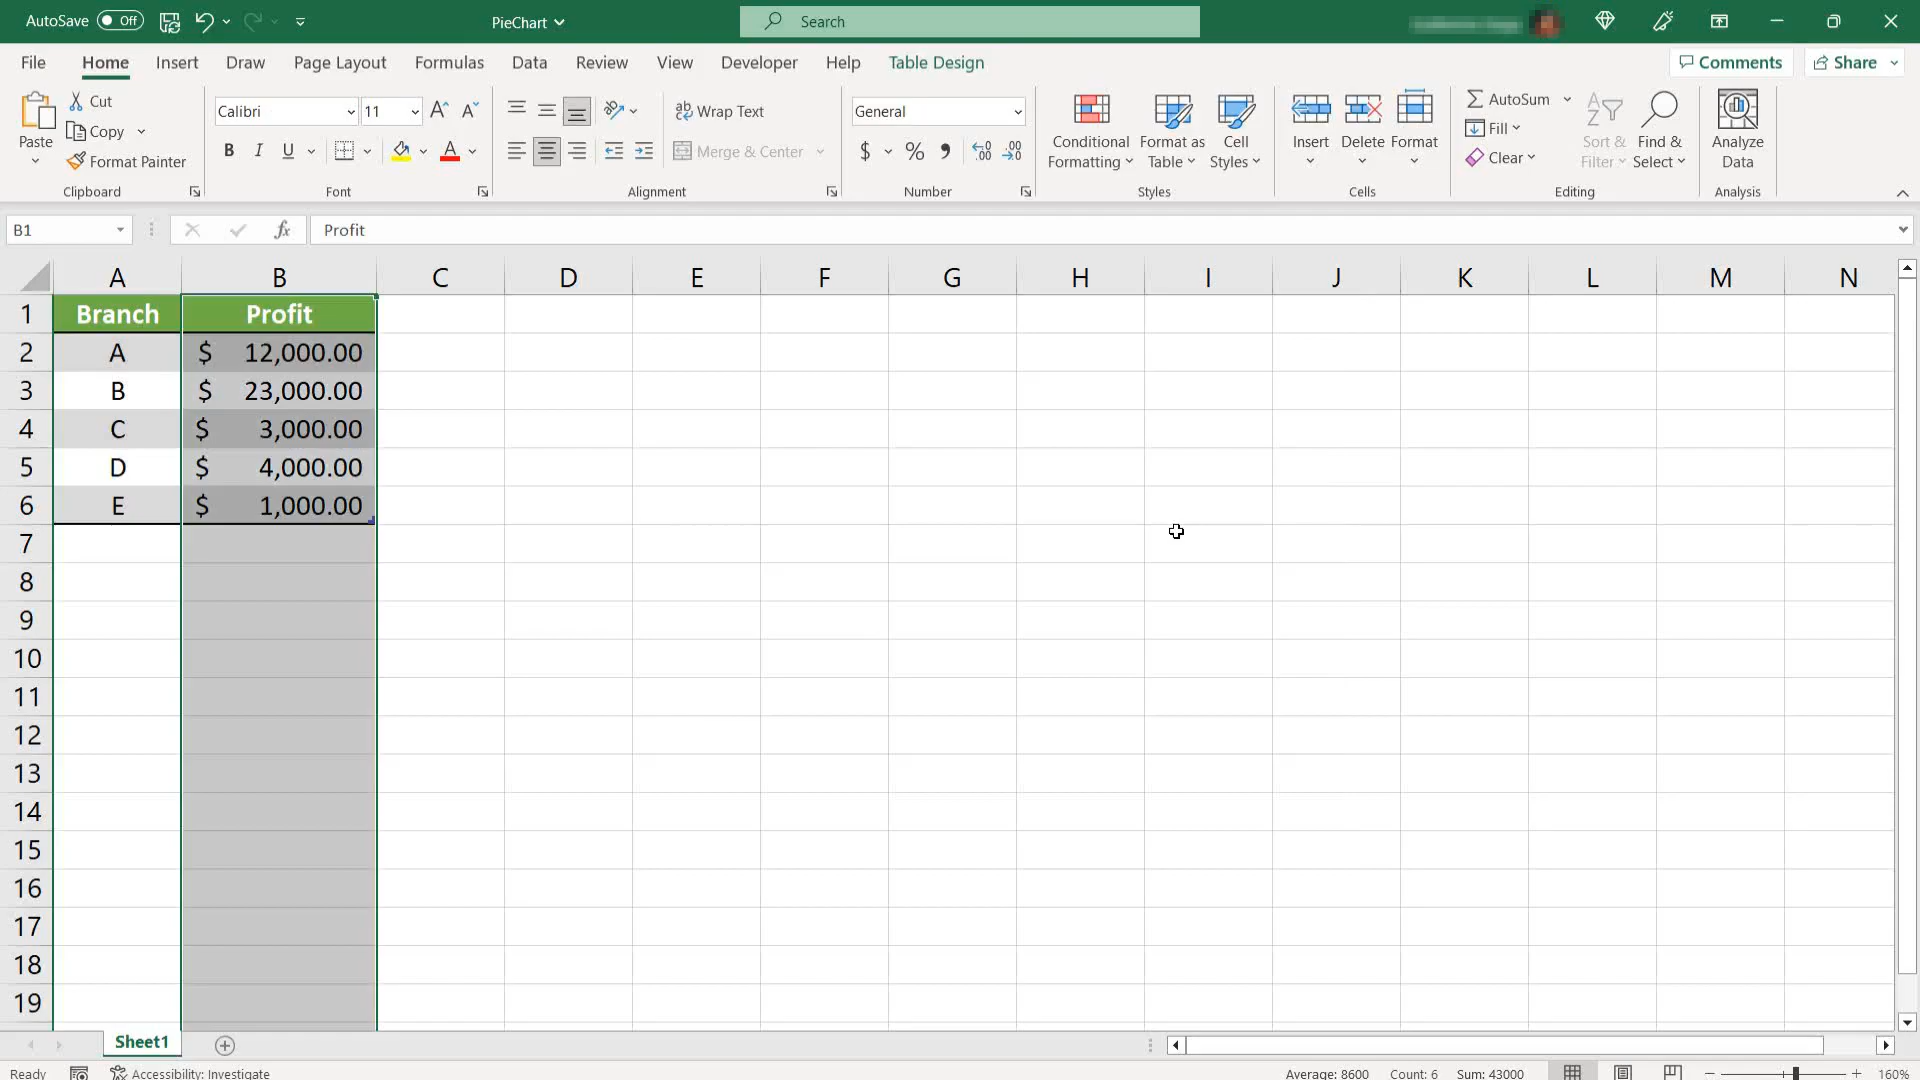 AutoSave Off PieChart Search
File Home Insert Draw Page Layout Formulas Data Review View Developer Help Table Design Comments Share
Paste Cut Copy Format Painter Clipboard
Calibri 11 B I U A Font
Wrap Text Merge & Center Alignment
General $ % , .00 .00 Number
Conditional Formatting Format as Table Cell Styles Styles
Insert Delete Format Cells
AutoSum Fill Clear Sort & Filter Find & Select Editing
Analyze Data Analysis
B1 fx Profit
A B C D E F G H I J K L M N
1 Branch Profit
2 A $ 12,000.00
3 B $ 23,000.00
4 C $ 3,000.00
5 D $ 4,000.00
6 E $ 1,000.00
7
8
9
10
11
12
13
14
15
16
17
18
19
Sheet1
Ready Accessibility: Investigate Average: 8600 Count: 6 Sum: 43000 160%